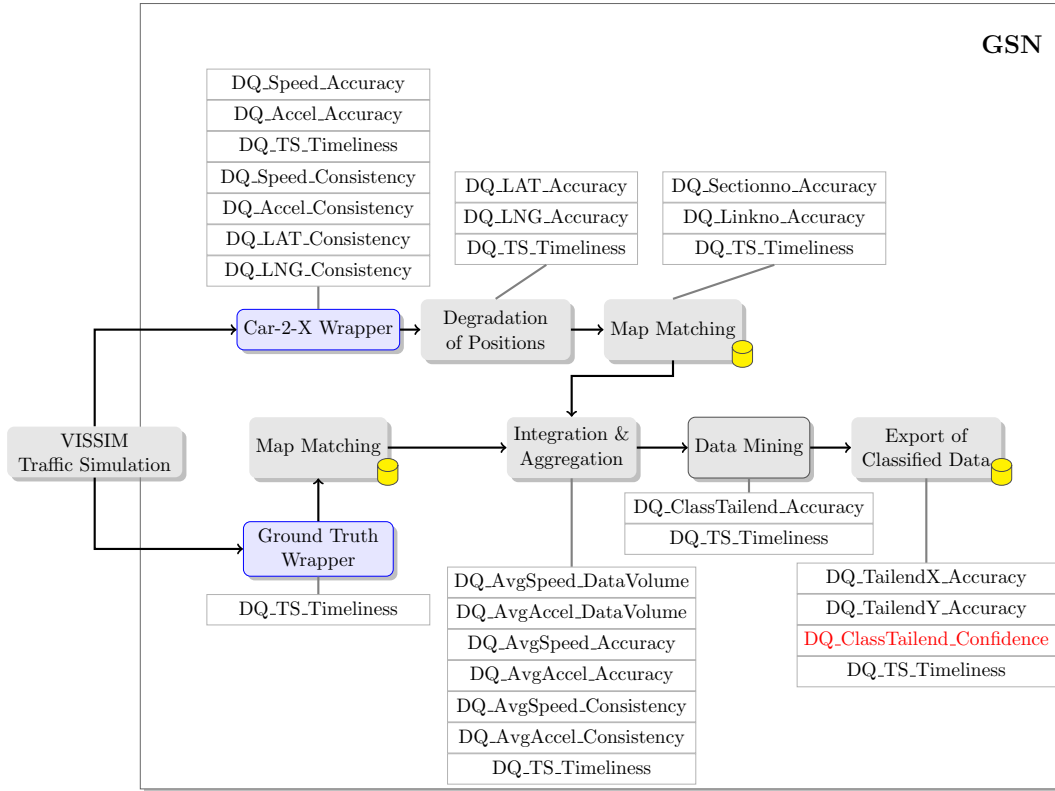 GSN
DQ_Speed_Accuracy
DQ_Accel_Accuracy
DQ_TS_Timeliness
DQ_Speed_Consistency
DQ_Accel_Consistency
DQ_LAT_Consistency
DQ_LNG_Consistency
DQ_LAT_Accuracy
DQ_LNG_Accuracy
DQ_TS_Timeliness
DQ_Sectionno_Accuracy
DQ_Linkno_Accuracy
DQ_TS_Timeliness
Car-2-X Wrapper
Degradation
of Positions
Map Matching
VISSIM
Traffic Simulation
Map Matching
Integration &
Aggregation
Data Mining
Export of
Classified Data
Ground Truth
Wrapper
DQ_TS_Timeliness
DQ_ClassTailend_Accuracy
DQ_TS_Timeliness
DQ_AvgSpeed_DataVolume
DQ_AvgAccel_DataVolume
DQ_AvgSpeed_Accuracy
DQ_AvgAccel_Accuracy
DQ_AvgSpeed_Consistency
DQ_AvgAccel_Consistency
DQ_TS_Timeliness
DQ_TailendX_Accuracy
DQ_TailendY_Accuracy
DQ_ClassTailend_Confidence
DQ_TS_Timeliness